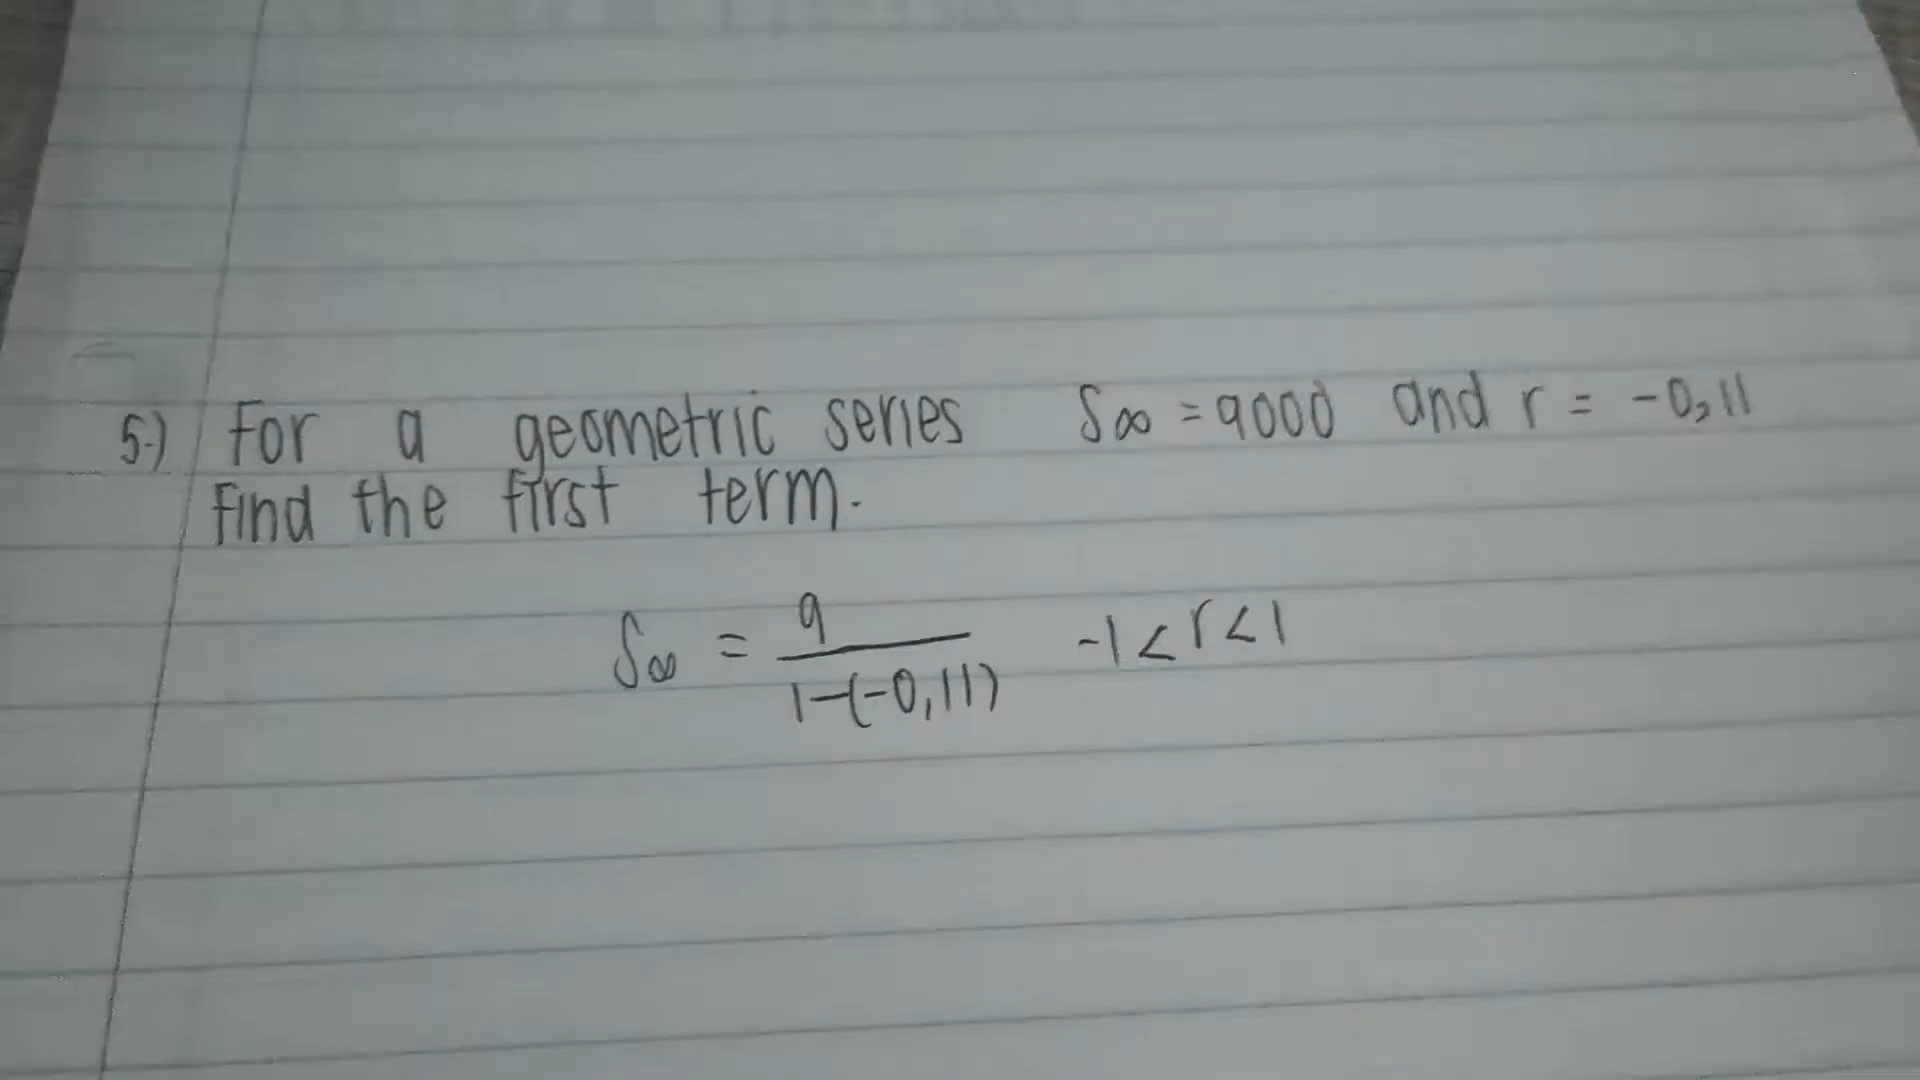 5.) For a geometric series S∞ = 9000 and r = -0,11
find the first term.
S∞ = a / 1-(-0,11) -1 < r < 1